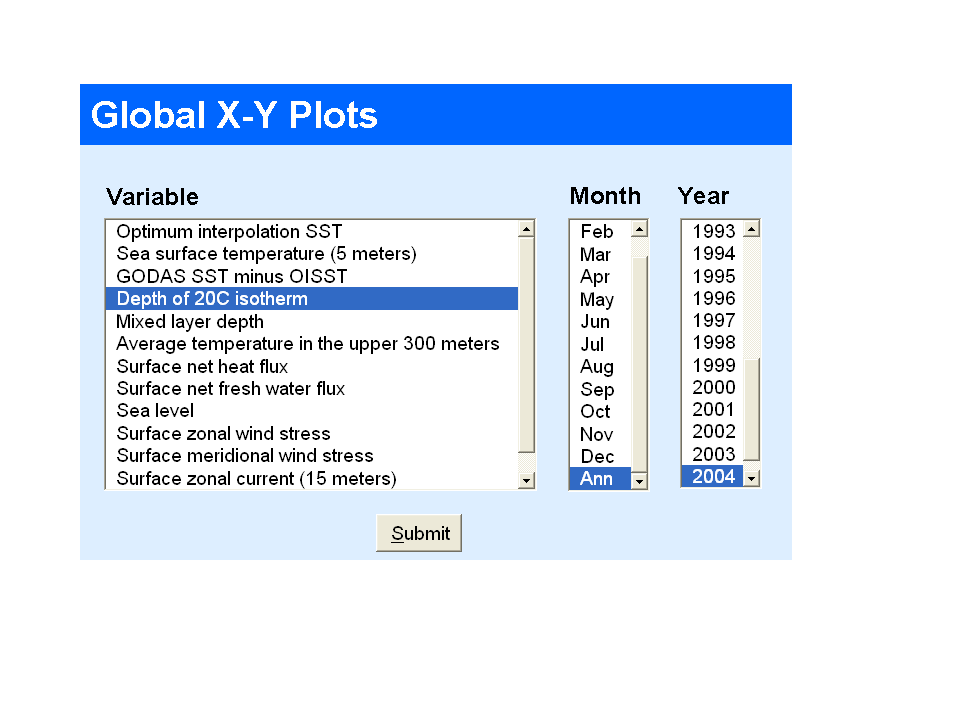 Global X-Y Plots
Variable
Optimum interpolation SST
Sea surface temperature (5 meters)
GODAS SST minus OISST
Depth of 20C isotherm
Mixed layer depth
Average temperature in the upper 300 meters
Surface net heat flux
Surface net fresh water flux
Sea level
Surface zonal wind stress
Surface meridional wind stress
Surface zonal current (15 meters)
Month
Feb
Mar
Apr
May
Jun
Jul
Aug
Sep
Oct
Nov
Dec
Ann
Year
1993
1994
1995
1996
1997
1998
1999
2000
2001
2002
2003
2004
Submit